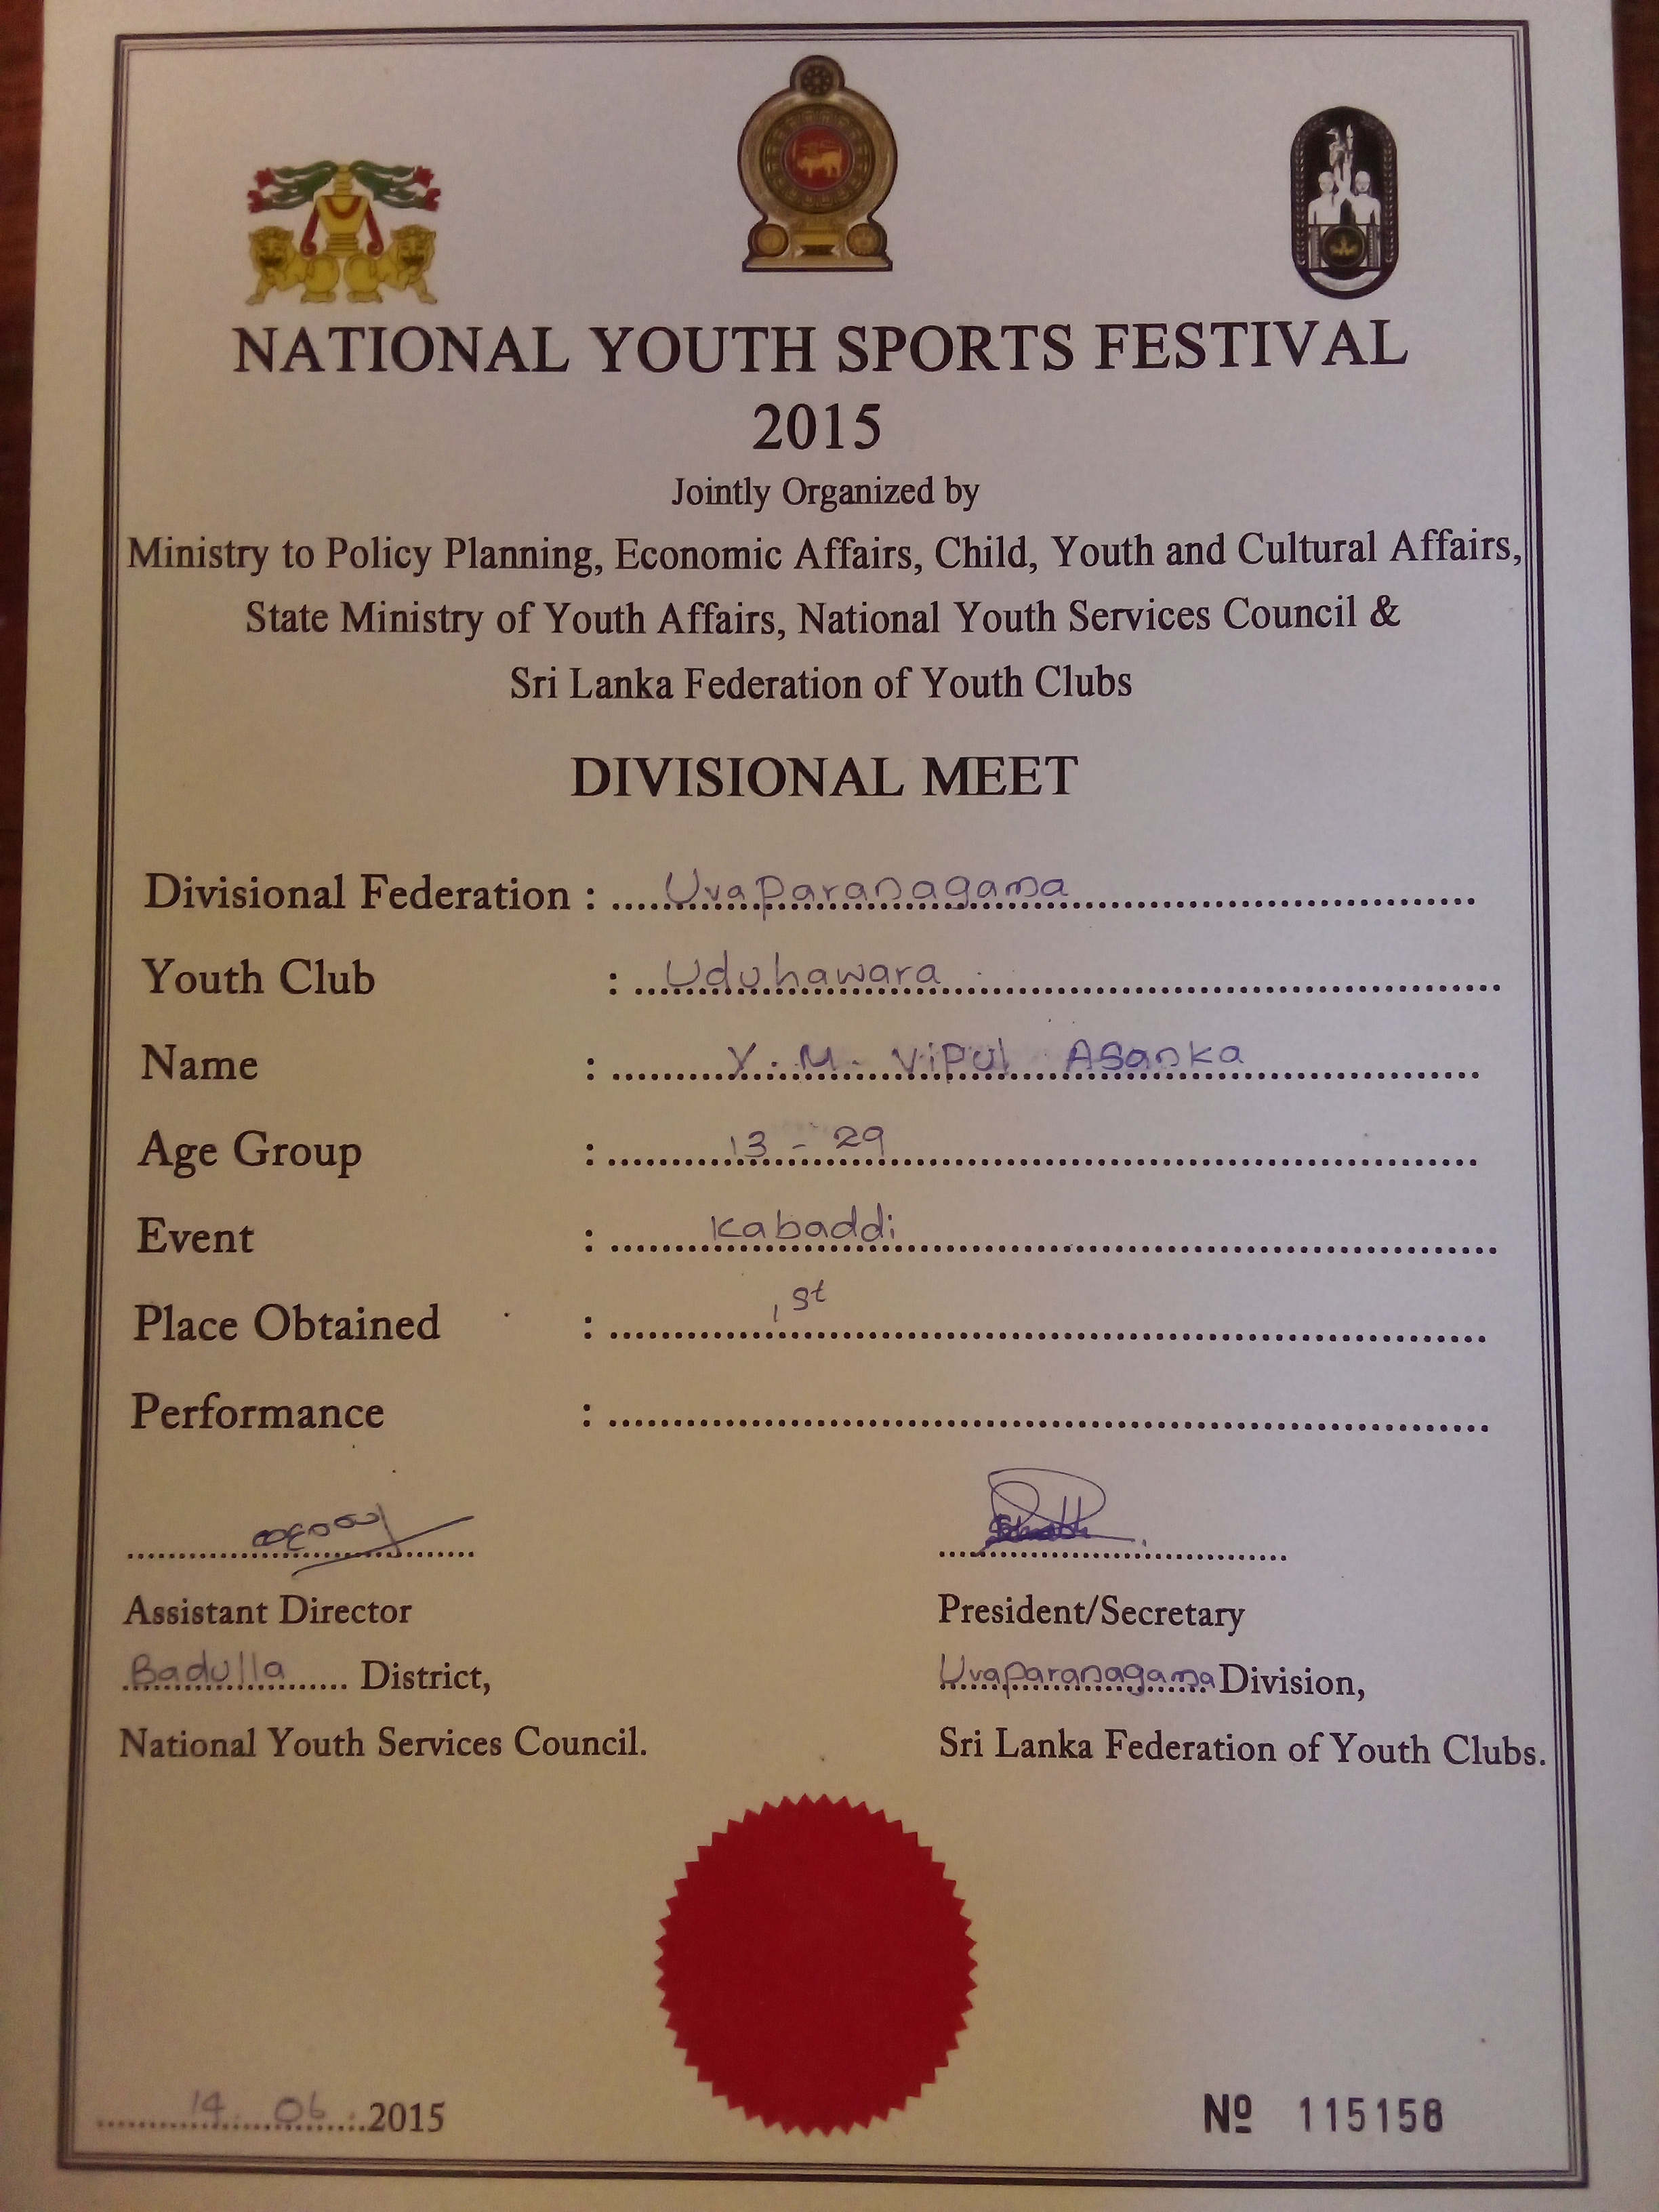 NATIONAL YOUTH SPORTS FESTIVAL
2015
Jointly Organized by
Ministry to Policy Planning, Economic Affairs, Child, Youth and Cultural Affairs,
State Ministry of Youth Affairs, National Youth Services Council &
Sri Lanka Federation of Youth Clubs
DIVISIONAL MEET
Divisional Federation : Uvaparanagama
Youth Club : Uduhawara
Name : Y. M. Vipul Asanka
Age Group : 13 - 29
Event : Kabaddi
Place Obtained : 1st
Performance :
Assistant Director
Badulla District,
National Youth Services Council.
President/Secretary
Uvaparanagama Division,
Sri Lanka Federation of Youth Clubs.
14. 06. 2015
Nº 115158